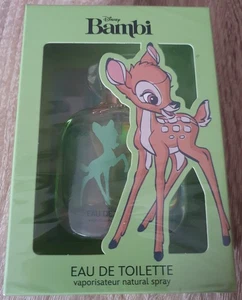 Disney
Bambi
EAU DE TOILETTE
vaporisateur natural spray